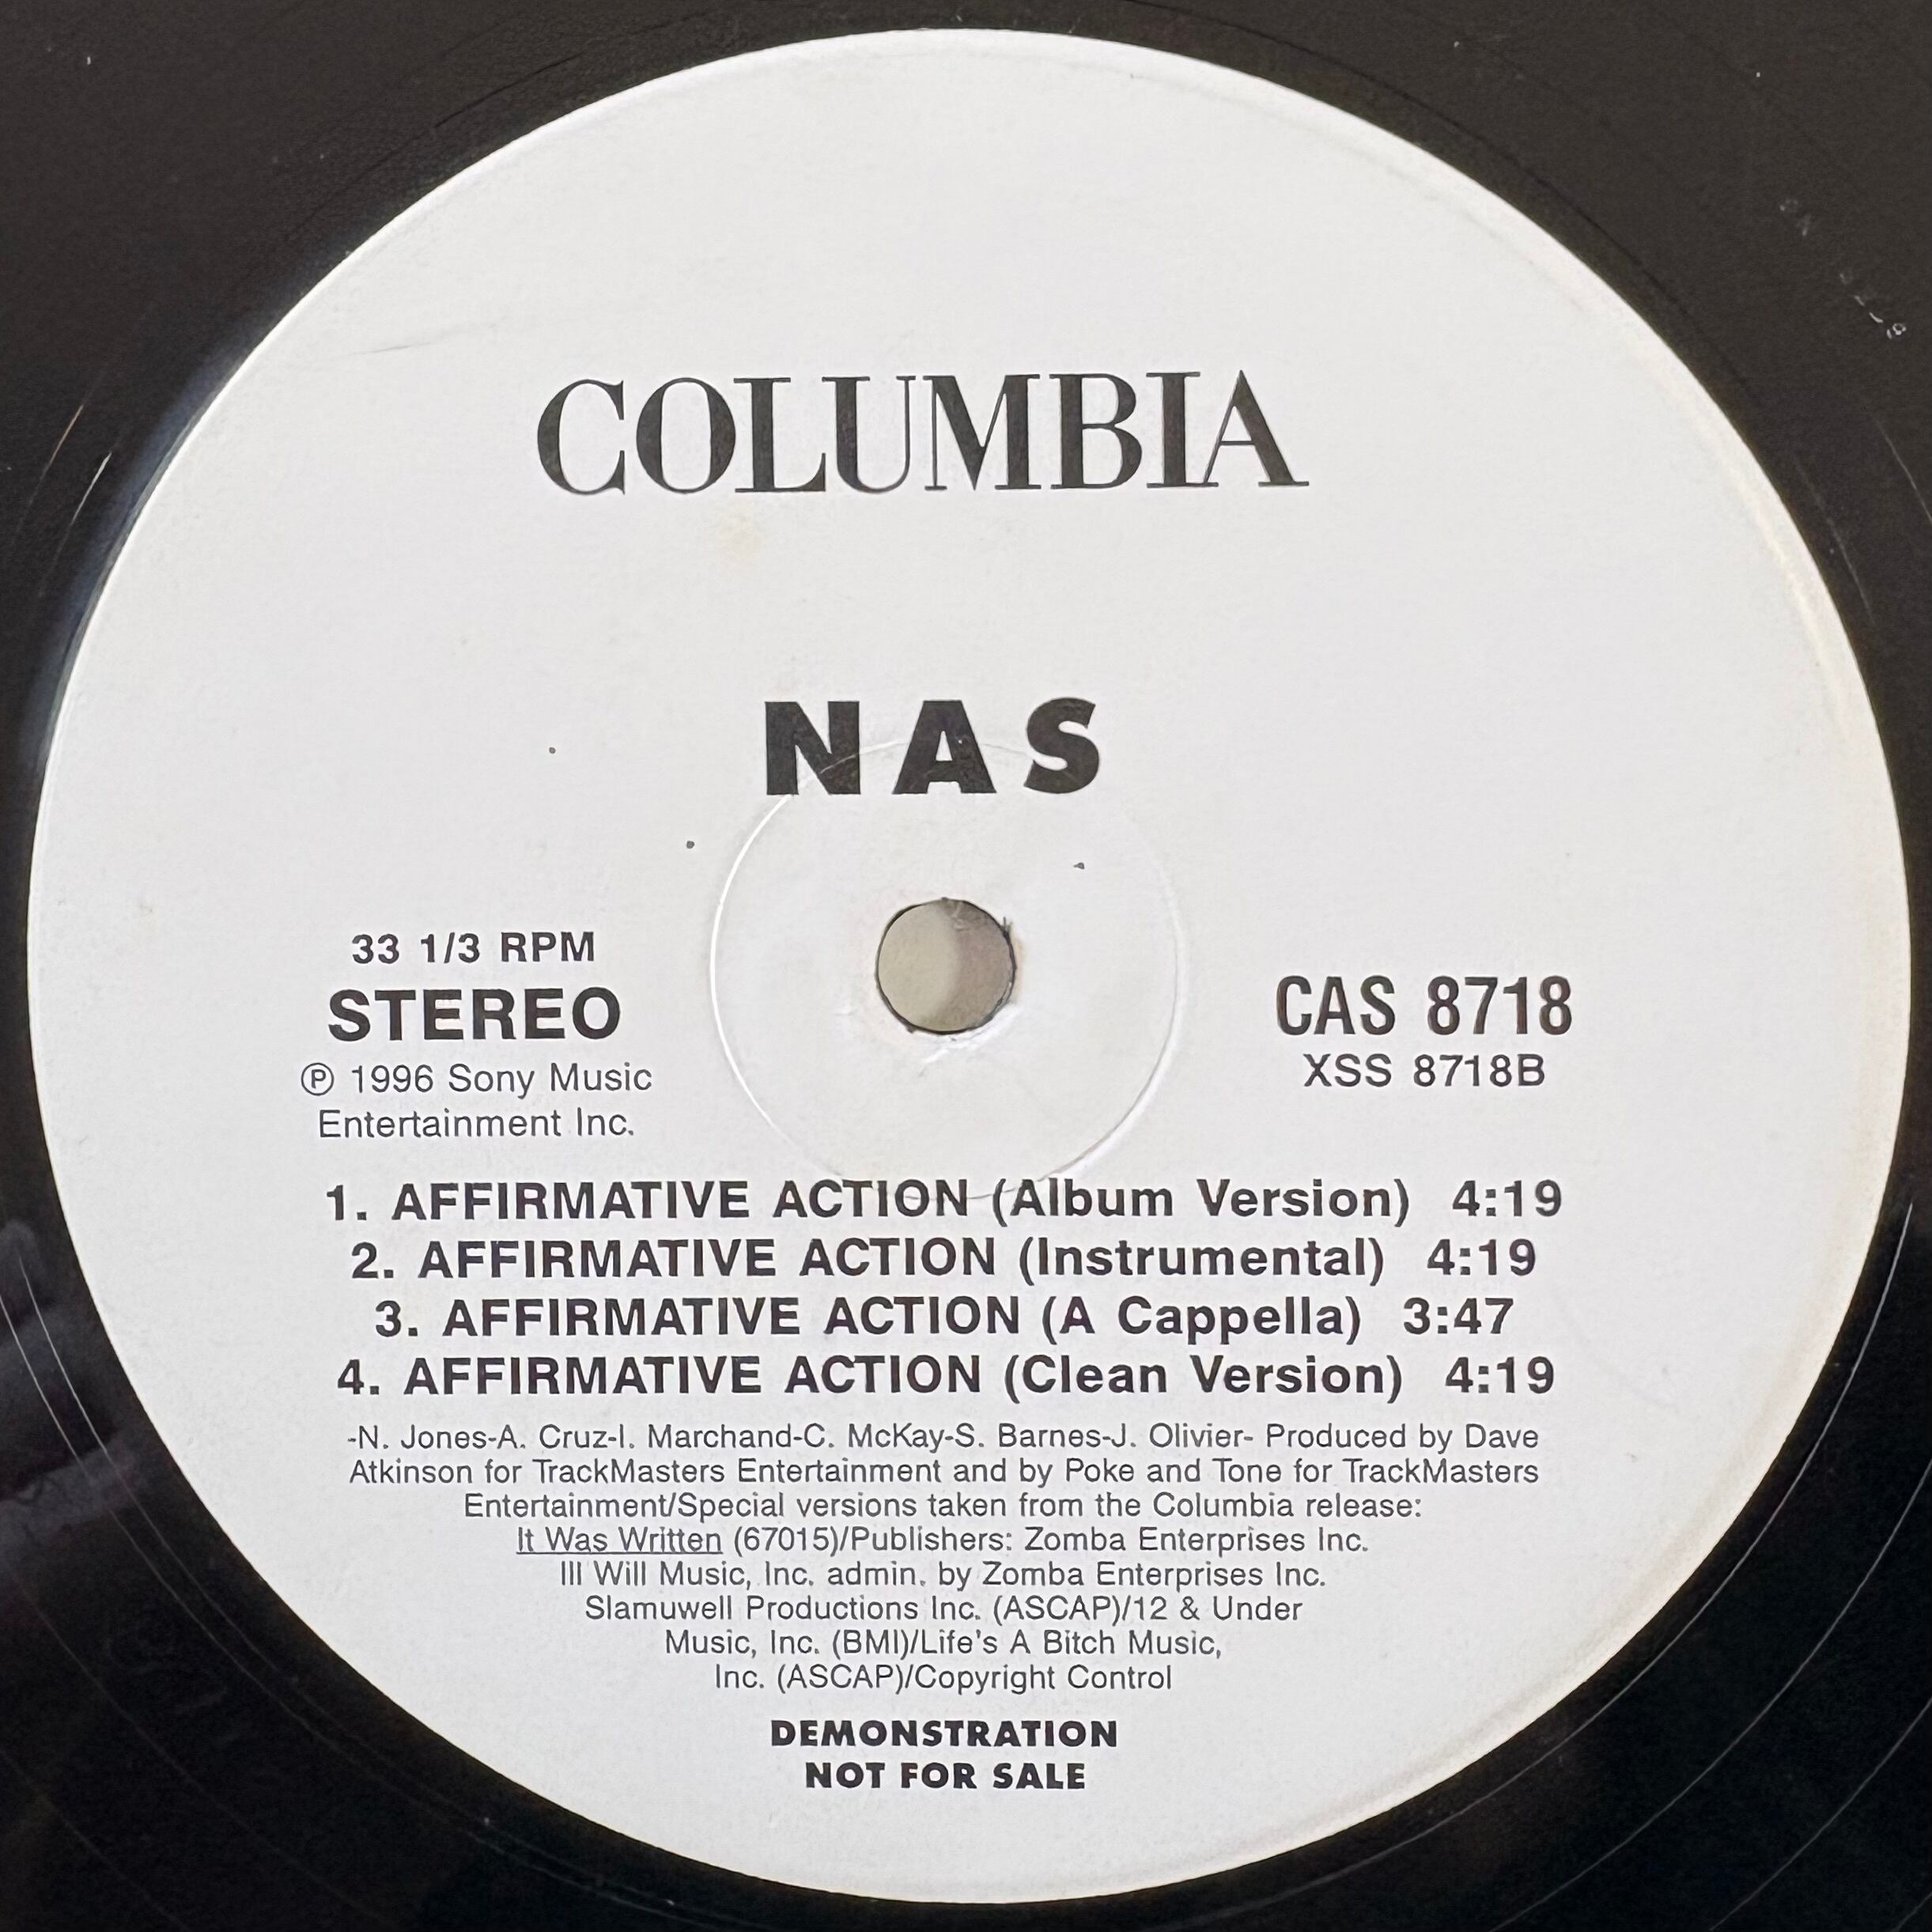 COLUMBIA
NAS
33 1/3 RPM
STEREO
℗ 1996 Sony Music
Entertainment Inc.
CAS 8718
XSS 8718B
1. AFFIRMATIVE ACTION (Album Version) 4:19
2. AFFIRMATIVE ACTION (Instrumental) 4:19
3. AFFIRMATIVE ACTION (A Cappella) 3:47
4. AFFIRMATIVE ACTION (Clean Version) 4:19
-N. Jones-A. Cruz-I. Marchand-C. McKay-S. Barnes-J. Olivier- Produced by Dave
Atkinson for TrackMasters Entertainment and by Poke and Tone for TrackMasters
Entertainment/Special versions taken from the Columbia release:
It Was Written (67015)/Publishers: Zomba Enterprises Inc.
Ill Will Music, Inc. admin. by Zomba Enterprises Inc.
Slamuwell Productions Inc. (ASCAP)/12 & Under
Music, Inc. (BMI)/Life's A Bitch Music,
Inc. (ASCAP)/Copyright Control
DEMONSTRATION
NOT FOR SALE